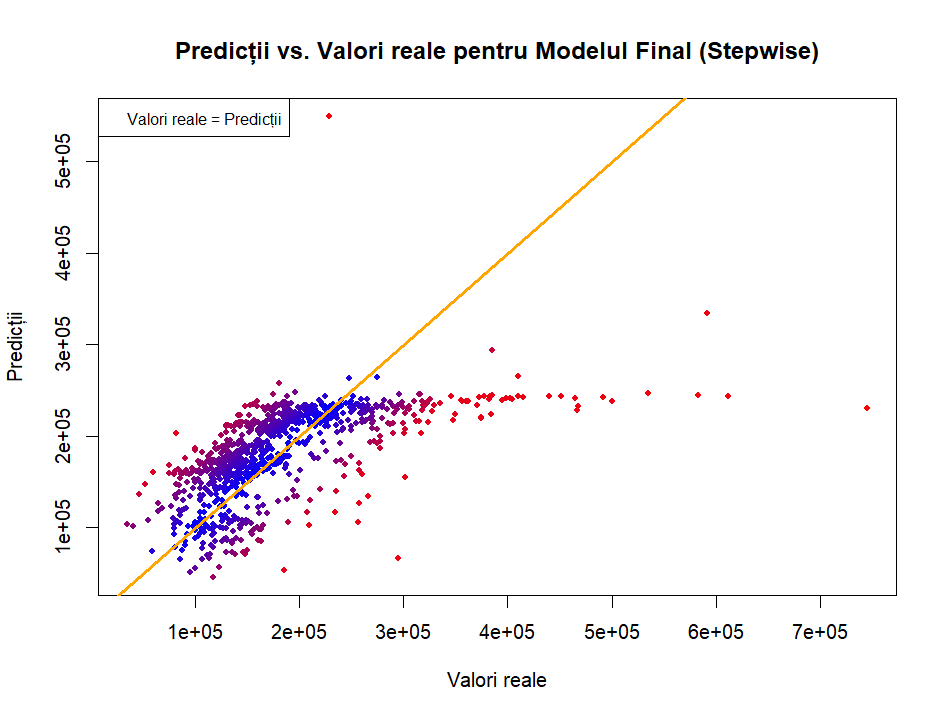 Predicții vs. Valori reale pentru Modelul Final (Stepwise)
Valori reale = Predicții
5e+05
4e+05
3e+05
2e+05
1e+05
Predicții
1e+05 2e+05 3e+05 4e+05 5e+05 6e+05 7e+05
Valori reale